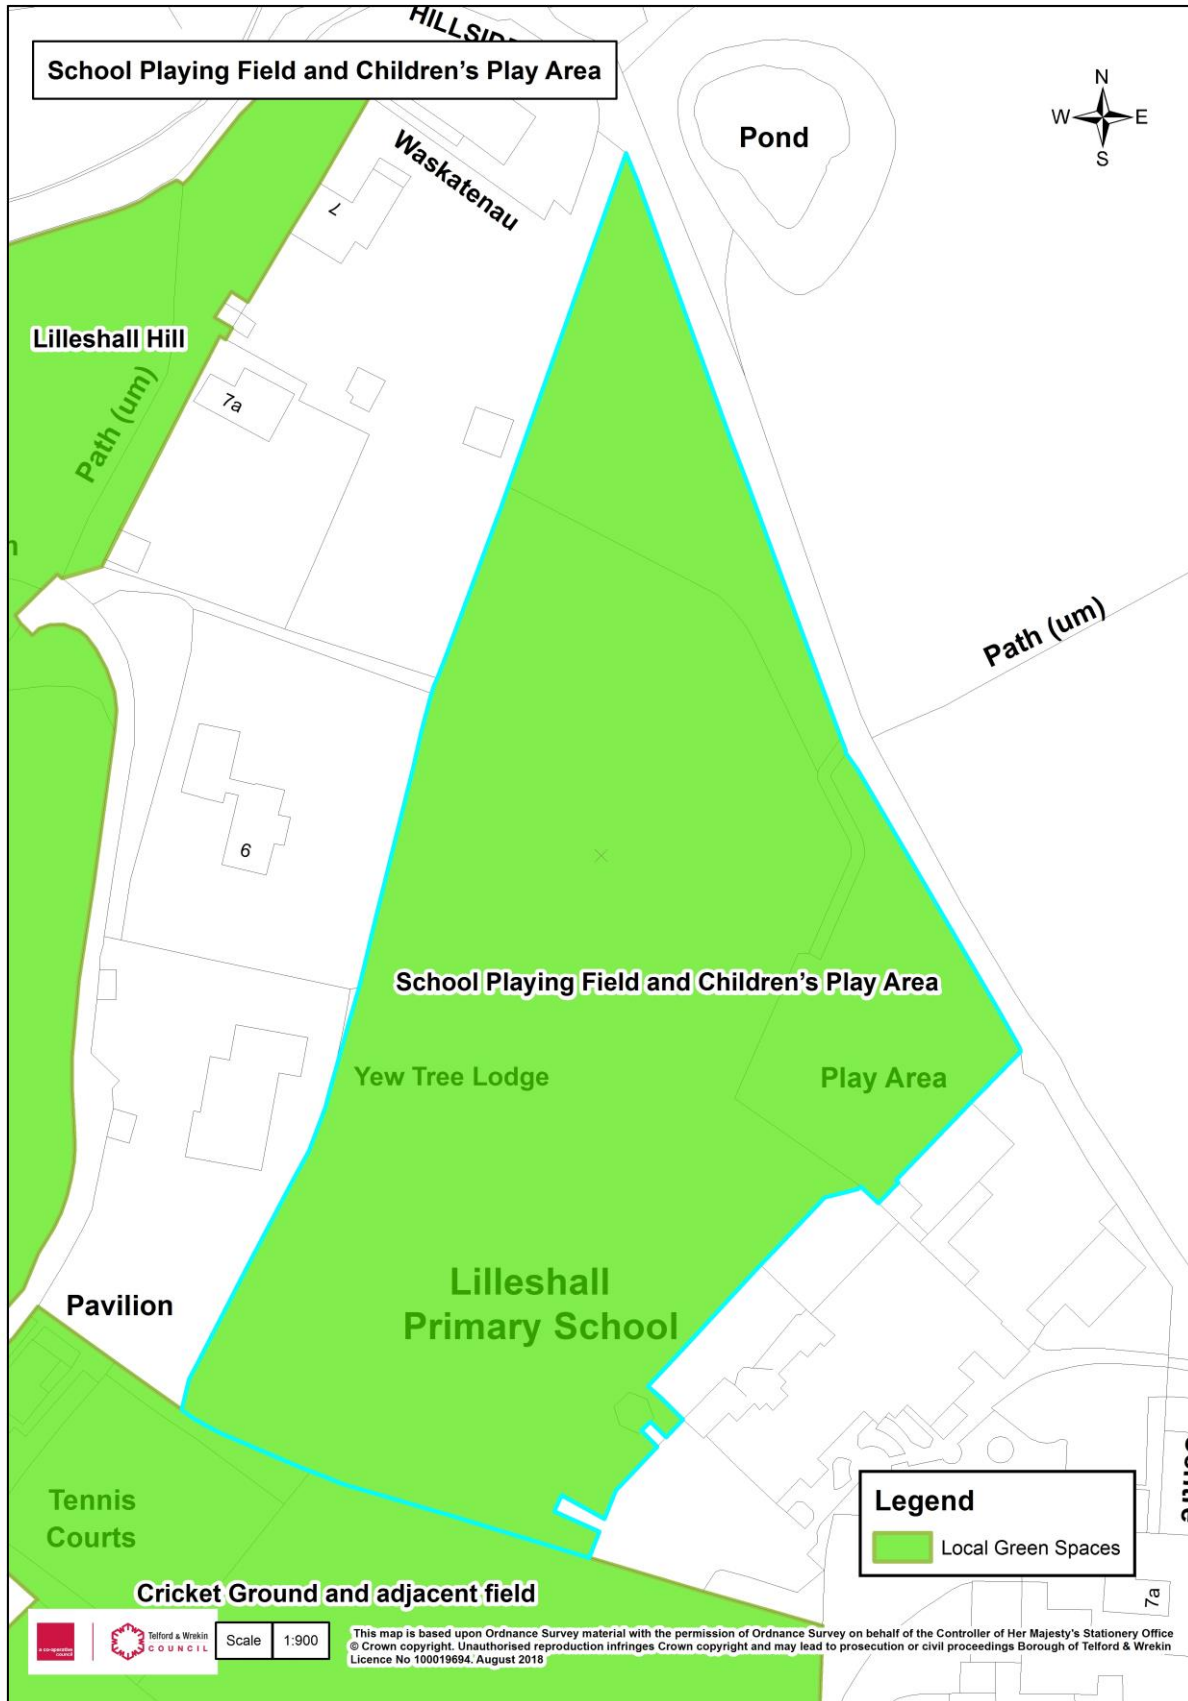 HILLSID
School Playing Field and Children's Play Area
N
W E
S
Pond
Waskatenau
7
Lilleshall Hill
Path (um)
7a
Path (um)
6
School Playing Field and Children's Play Area
Yew Tree Lodge
Play Area
Lilleshall
Primary School
Pavilion
Tennis
Courts
Cricket Ground and adjacent field
Legend
Local Green Spaces
7a
a co-operative
council
Telford & Wrekin
COUNCIL
Scale 1:900
This map is based upon Ordnance Survey material with the permission of Ordnance Survey on behalf of the Controller of Her Majesty's Stationery Office
© Crown copyright. Unauthorised reproduction infringes Crown copyright and may lead to prosecution or civil proceedings Borough of Telford & Wrekin
Licence No 100019694. August 2018